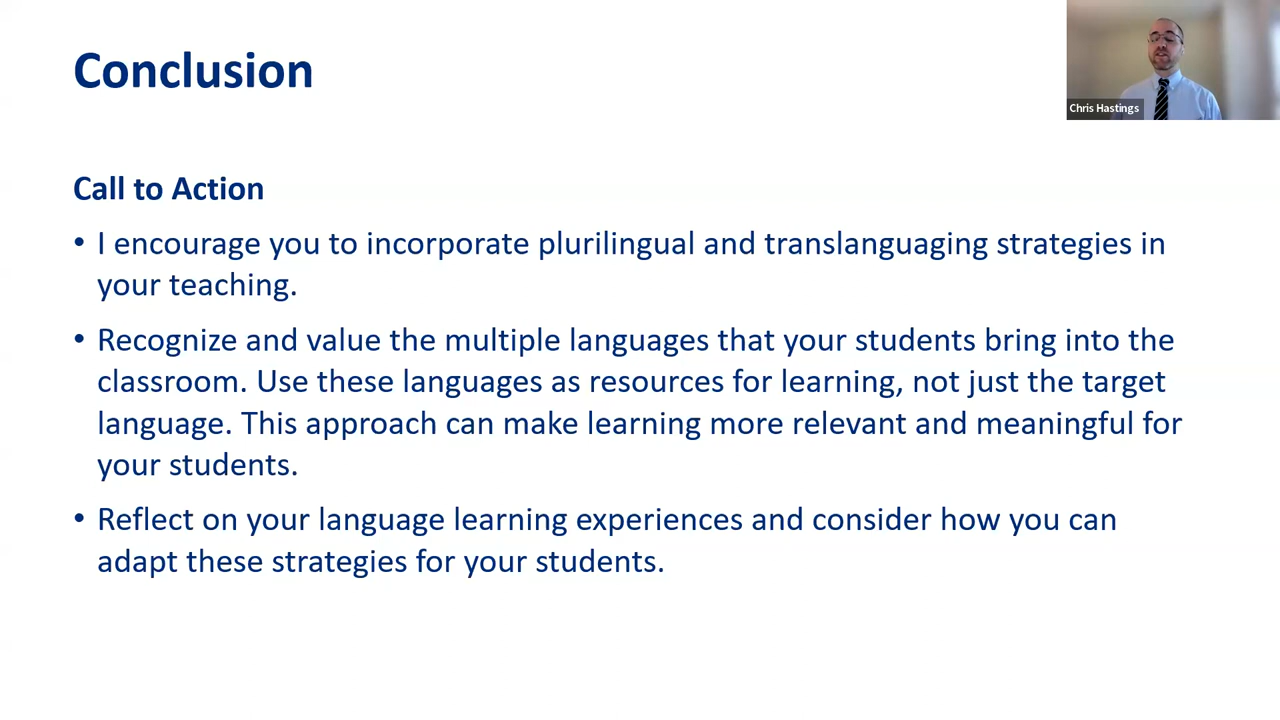 Conclusion
Chris Hastings
Call to Action
• I encourage you to incorporate plurilingual and translanguaging strategies in
your teaching.
• Recognize and value the multiple languages that your students bring into the
classroom. Use these languages as resources for learning, not just the target
language. This approach can make learning more relevant and meaningful for
your students.
• Reflect on your language learning experiences and consider how you can
adapt these strategies for your students.